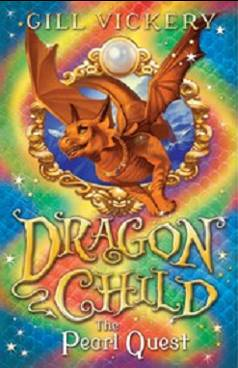 GILL VICKERY
DRAGON
CHILD
The
Pearl Quest